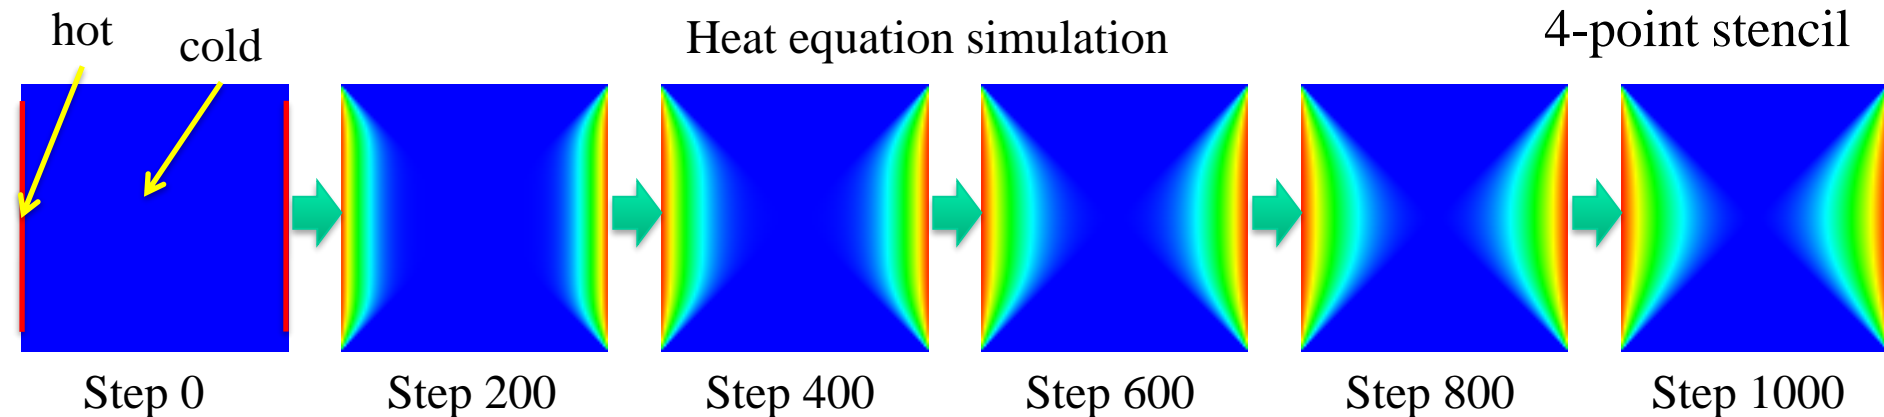 hot
cold
Heat equation simulation
4-point stencil
Step 0
Step 200
Step 400
Step 600
Step 800
Step 1000